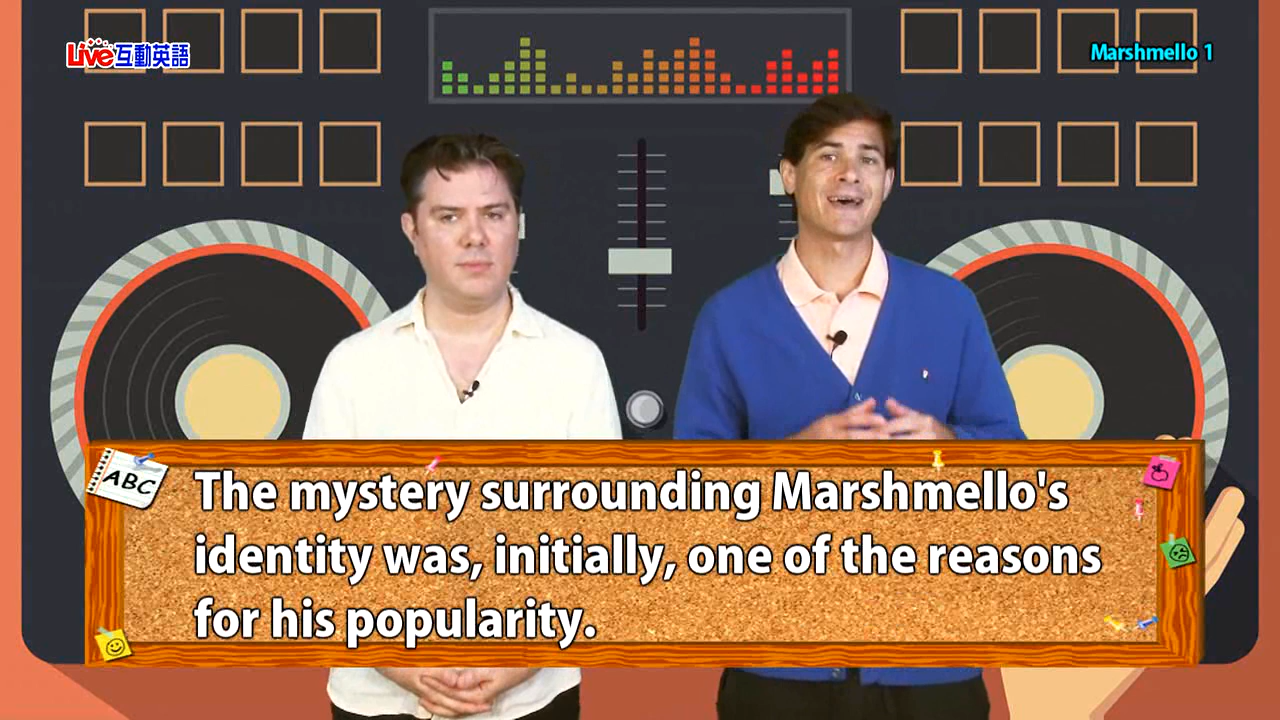 Live互動英語
Marshmello 1
ABC
The mystery surrounding Marshmello's
identity was, initially, one of the reasons
for his popularity.